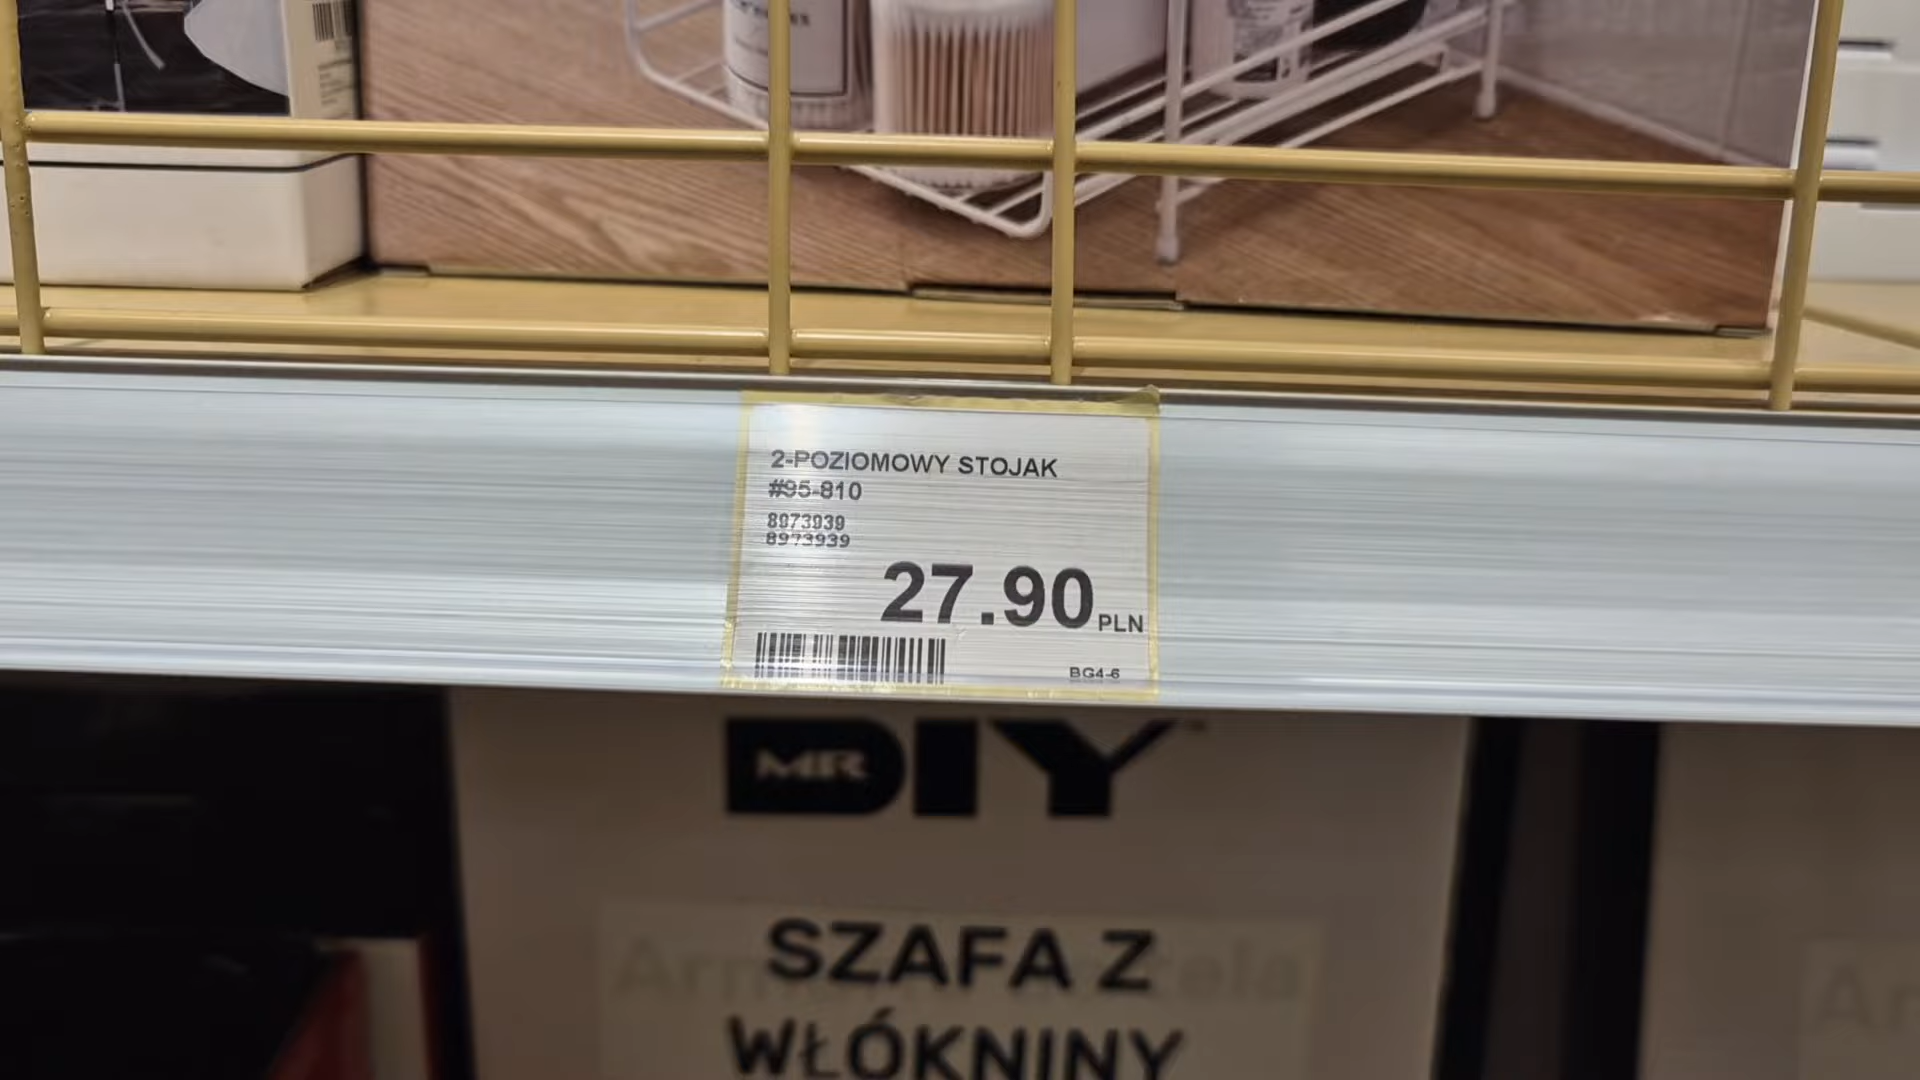 2-POZIOMOWY STOJAK
#95-810
8973939
8973939
27.90 PLN
BG4-6
MR DIY
SZAFA Z
WŁÓKNINY